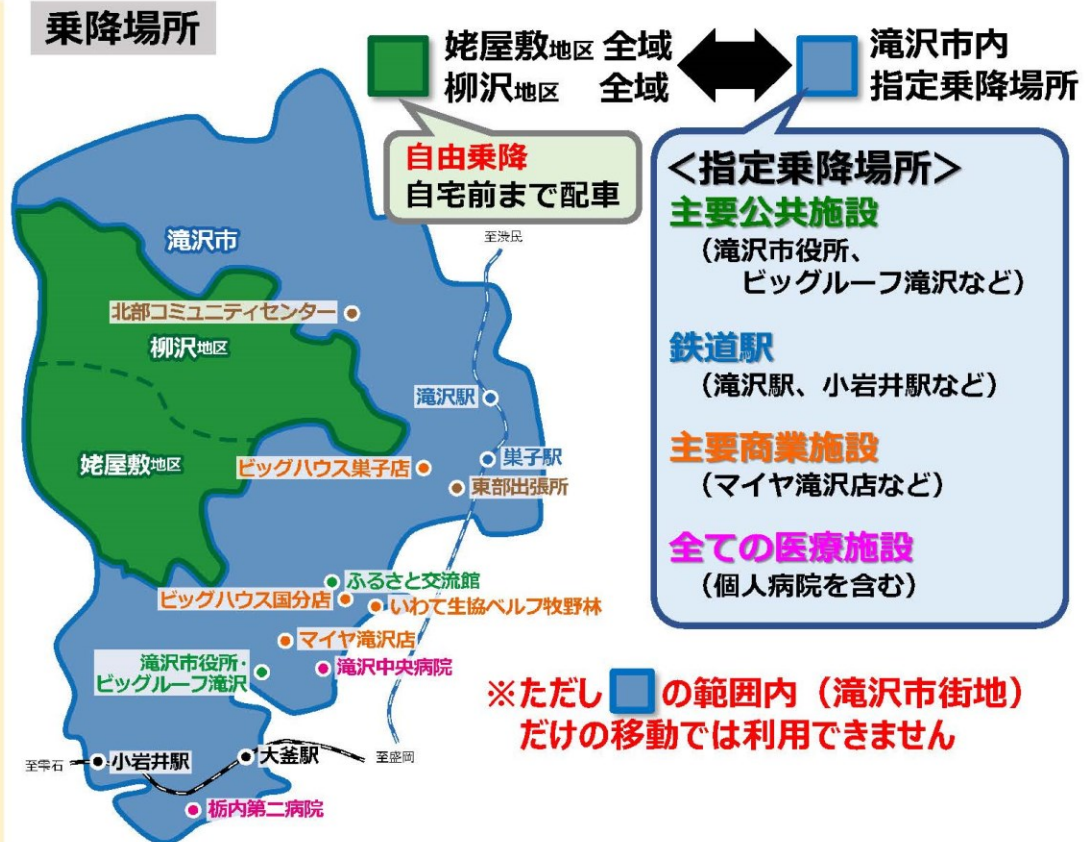 乗降場所
姥屋敷地区 全域
柳沢地区 全域
滝沢市内
指定乗降場所
自由乗降
自宅前まで配車
＜指定乗降場所＞
主要公共施設
（滝沢市役所、
ビッグルーフ滝沢など）
鉄道駅
（滝沢駅、小岩井駅など）
主要商業施設
（マイヤ滝沢店など）
全ての医療施設
（個人病院を含む）
至渋民
滝沢市
北部コミュニティセンター
柳沢地区
滝沢駅
姥屋敷地区
ビッグハウス巣子店
巣子駅
東部出張所
ふるさと交流館
ビッグハウス国分店
いわて生協ベルフ牧野林
マイヤ滝沢店
滝沢市役所・
ビッグルーフ滝沢
滝沢中央病院
※ただし の範囲内（滝沢市街地）
だけの移動では利用できません
至雫石
小岩井駅
大釜駅
至盛岡
栃内第二病院